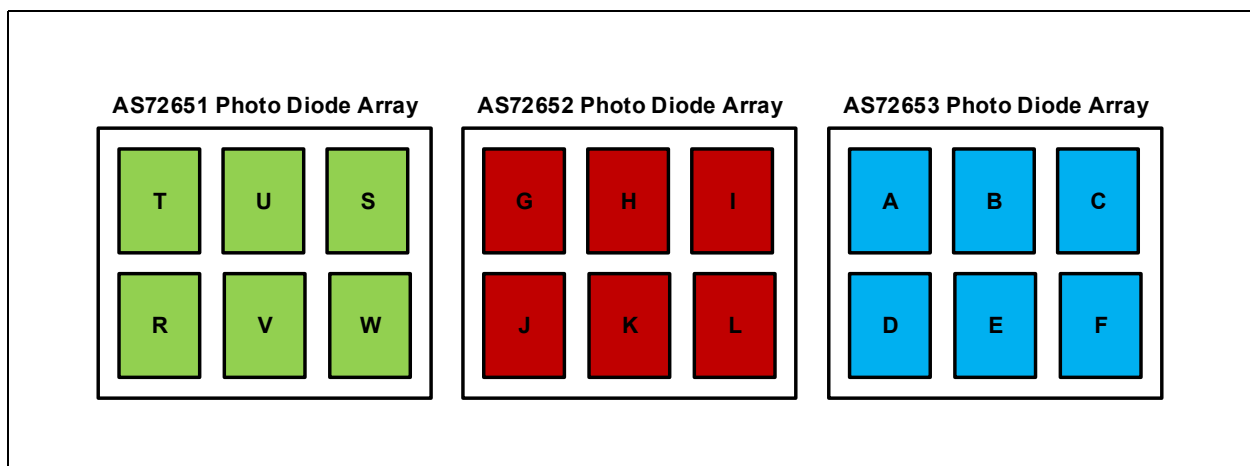 AS72651 Photo Diode Array
T U S
R V W
AS72652 Photo Diode Array
G H I
J K L
AS72653 Photo Diode Array
A B C
D E F